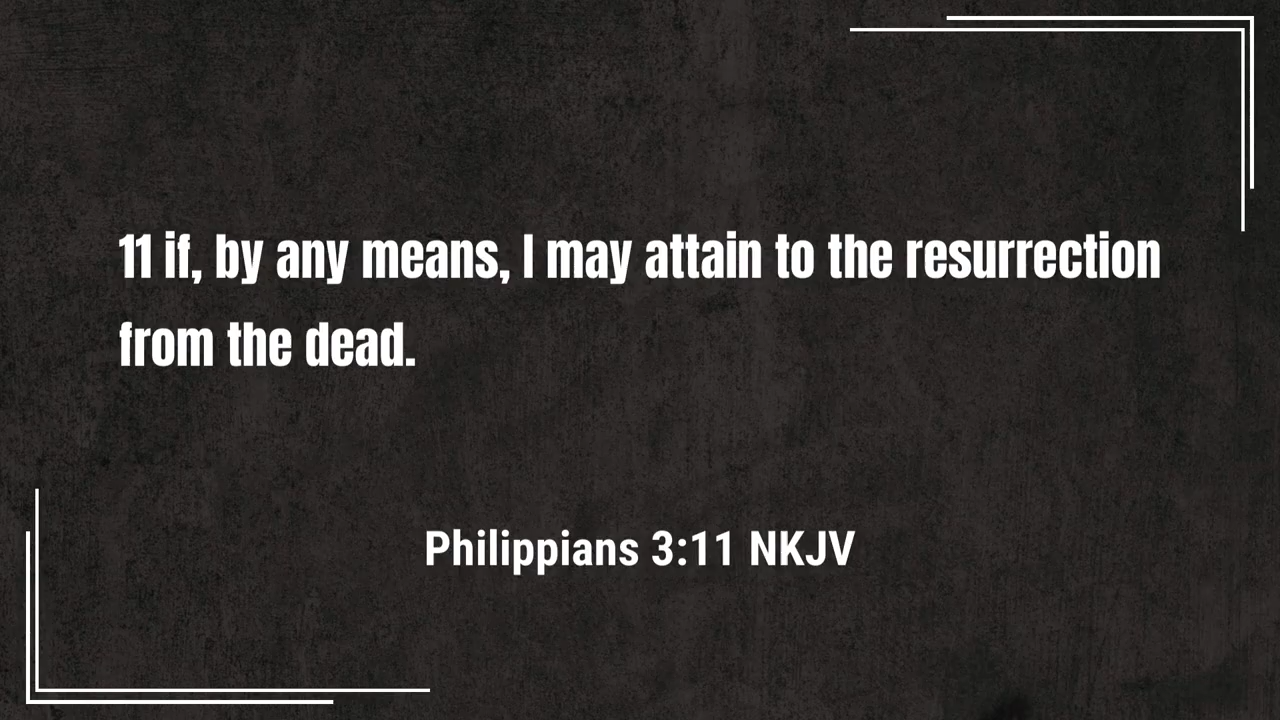 11 if, by any means, I may attain to the resurrection
from the dead.
Philippians 3:11 NKJV